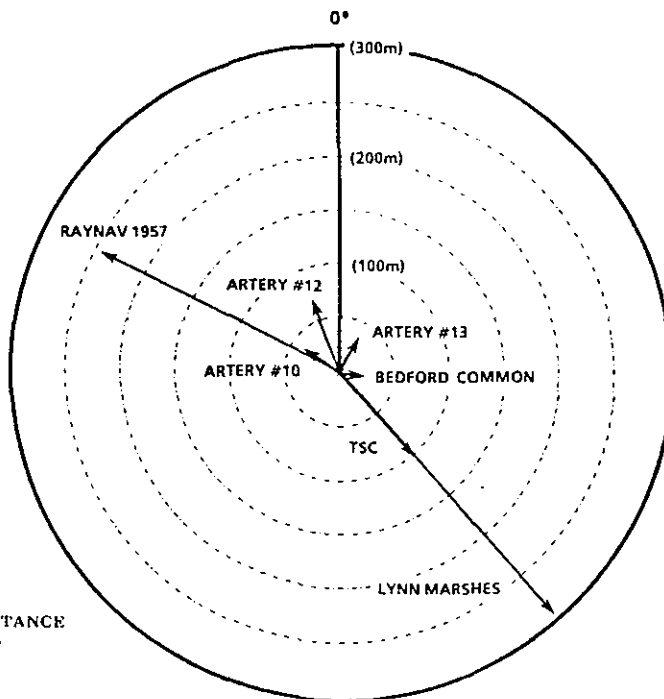 0°
(300m)
(200m)
RAYNAV 1957
(100m)
ARTERY #12
ARTERY #13
ARTERY #10
BEDFORD COMMON
TSC
LYNN MARSHES
TANCE